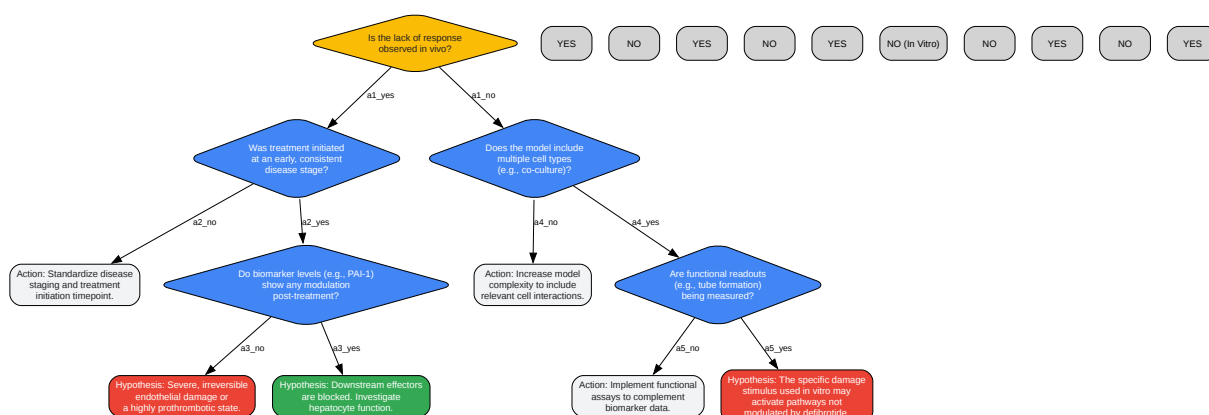 Is the lack of response
observed in vivo?
YES
NO
YES
NO
YES
NO (In Vitro)
NO
YES
NO
YES
a1_yes
a1_no
Was treatment initiated
at an early, consistent
disease stage?
Does the model include
multiple cell types
(e.g., co-culture)?
a2_no
a2_yes
a4_no
a4_yes
Action: Standardize disease
staging and treatment
initiation timepoint.
Do biomarker levels (e.g., PAI-1)
show any modulation
post-treatment?
Action: Increase model
complexity to include
relevant cell interactions.
Are functional readouts
(e.g., tube formation)
being measured?
a3_no
a3_yes
a5_no
a5_yes
Hypothesis: Severe, irreversible
endothelial damage or
a highly prothrombotic state.
Hypothesis: Downstream effectors
are blocked. Investigate
hepatocyte function.
Action: Implement functional
assays to complement
biomarker data.
Hypothesis: The specific damage
stimulus used in vitro may
activate pathways not
modulated by defibrotide.